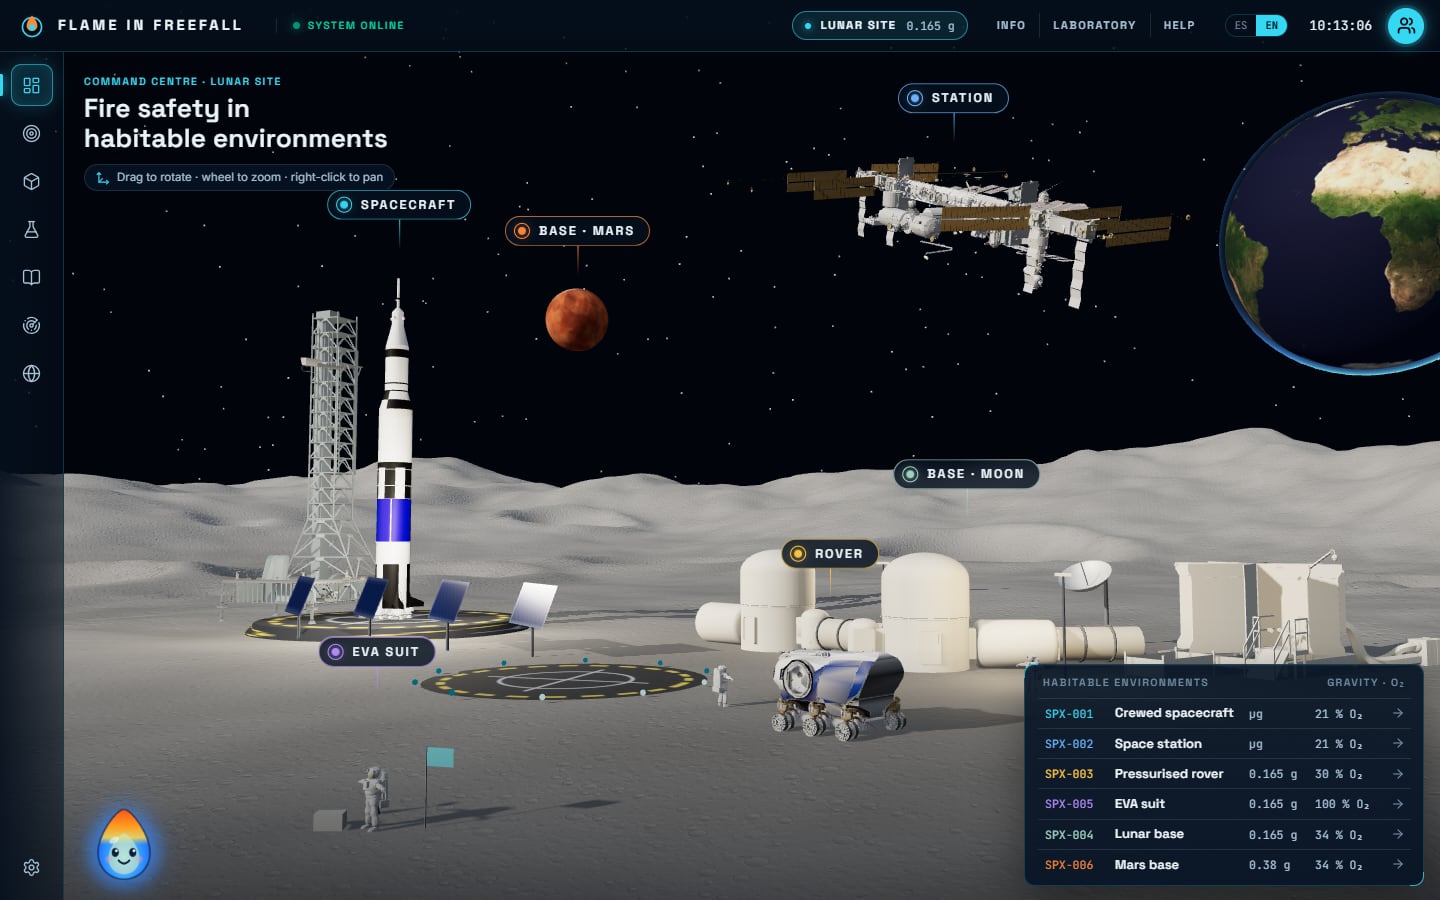 FLAME IN FREEFALL
SYSTEM ONLINE
LUNAR SITE 0.165 g
INFO
LABORATORY
HELP
ES EN
10:13:06
COMMAND CENTRE · LUNAR SITE
Fire safety in
habitable environments
Drag to rotate · wheel to zoom · right-click to pan
STATION
SPACECRAFT
BASE · MARS
BASE · MOON
ROVER
EVA SUIT
HABITABLE ENVIRONMENTS GRAVITY · O₂
SPX-001 Crewed spacecraft µg 21 % O₂
SPX-002 Space station µg 21 % O₂
SPX-003 Pressurised rover 0.165 g 30 % O₂
SPX-005 EVA suit 0.165 g 100 % O₂
SPX-004 Lunar base 0.165 g 34 % O₂
SPX-006 Mars base 0.38 g 34 % O₂